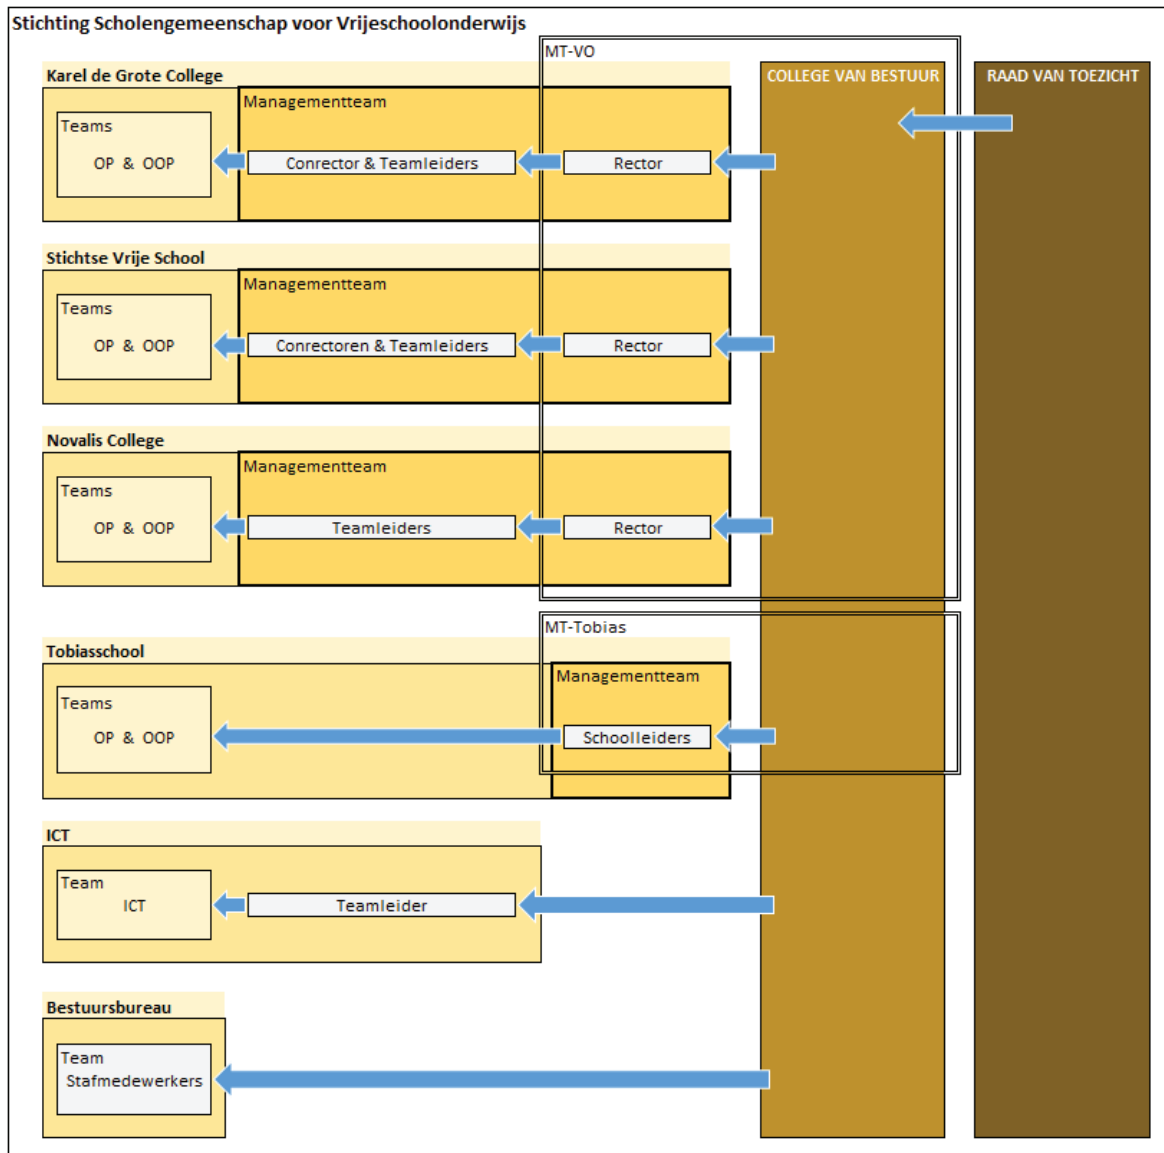 Stichting Scholengemeenschap voor Vrijeschoolonderwijs
MT-VO
Karel de Grote College
COLLEGE VAN BESTUUR
RAAD VAN TOEZICHT
Managementteam
Teams
OP & OOP
Conrector & Teamleiders
Rector
Stichtse Vrije School
Managementteam
Teams
OP & OOP
Conrectoren & Teamleiders
Rector
Novalis College
Managementteam
Teams
OP & OOP
Teamleiders
Rector
MT-Tobias
Tobiasschool
Managementteam
Teams
OP & OOP
Schoolleiders
ICT
Team
ICT
Teamleider
Bestuursbureau
Team
Stafmedewerkers